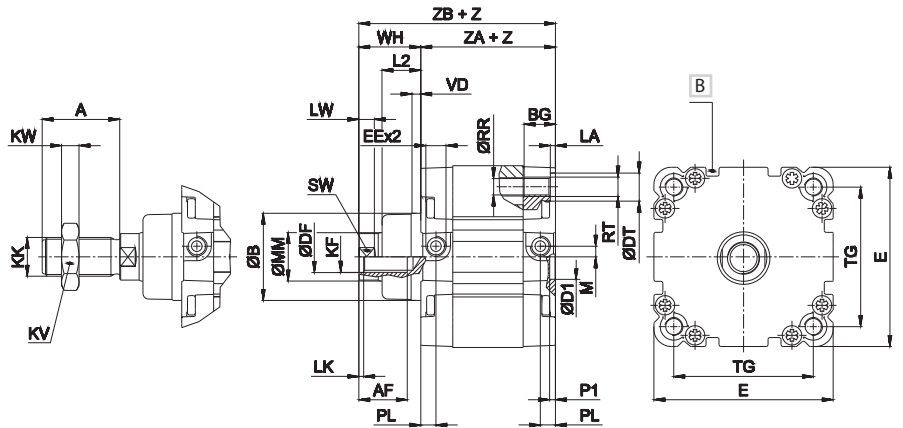 ZB + Z
WH
ZA + Z
L2
VD
A
LW
BG
LA
KW
EEx2
ØRR
B
SW
KK
ØB
ØMM
ØDF
KF
RT
ØDT
TG
E
M
ØD1
KV
LK
TG
AF
P1
E
PL
PL